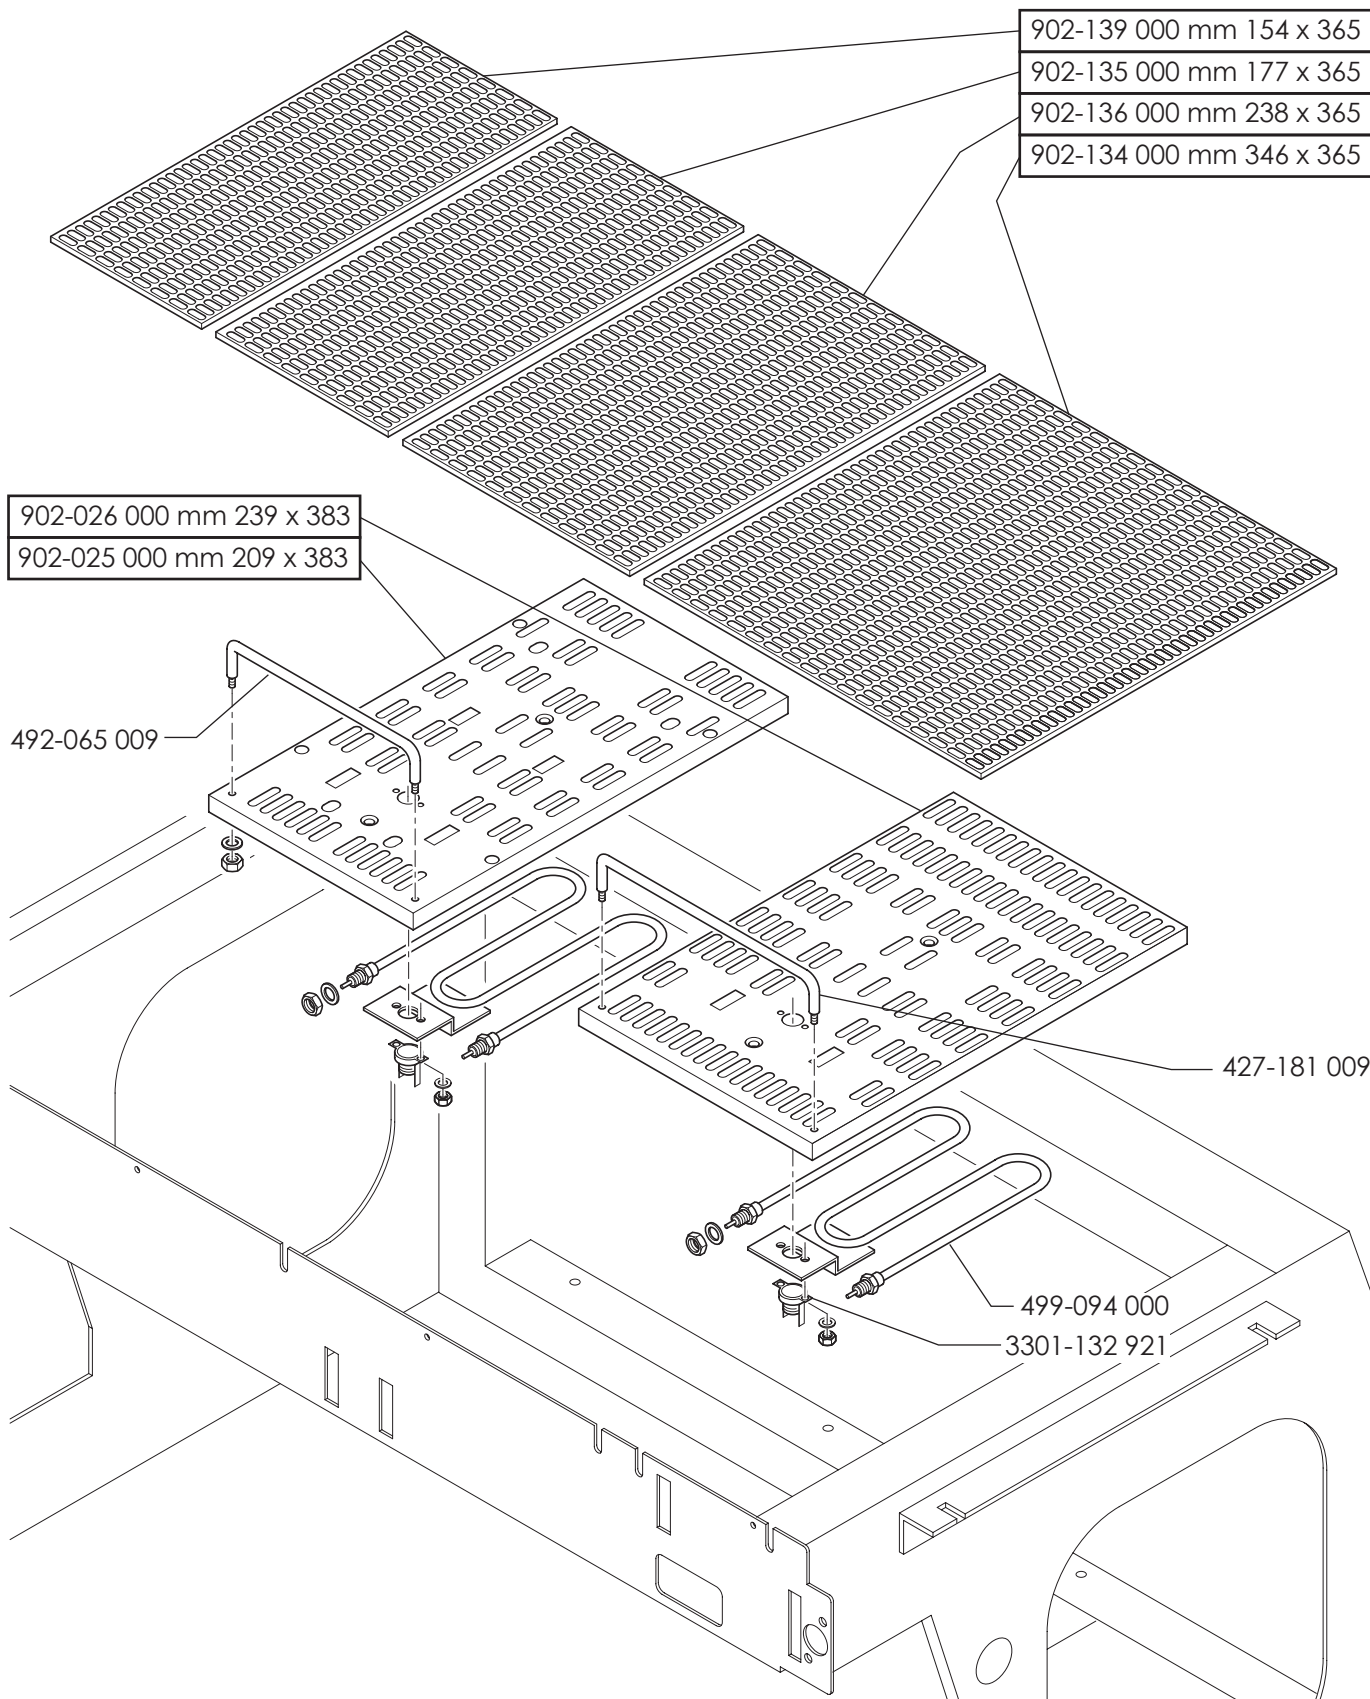 902-139 000 mm 154 x 365
902-135 000 mm 177 x 365
902-136 000 mm 238 x 365
902-134 000 mm 346 x 365
902-026 000 mm 239 x 383
902-025 000 mm 209 x 383
492-065 009
427-181 009
499-094 000
3301-132 921